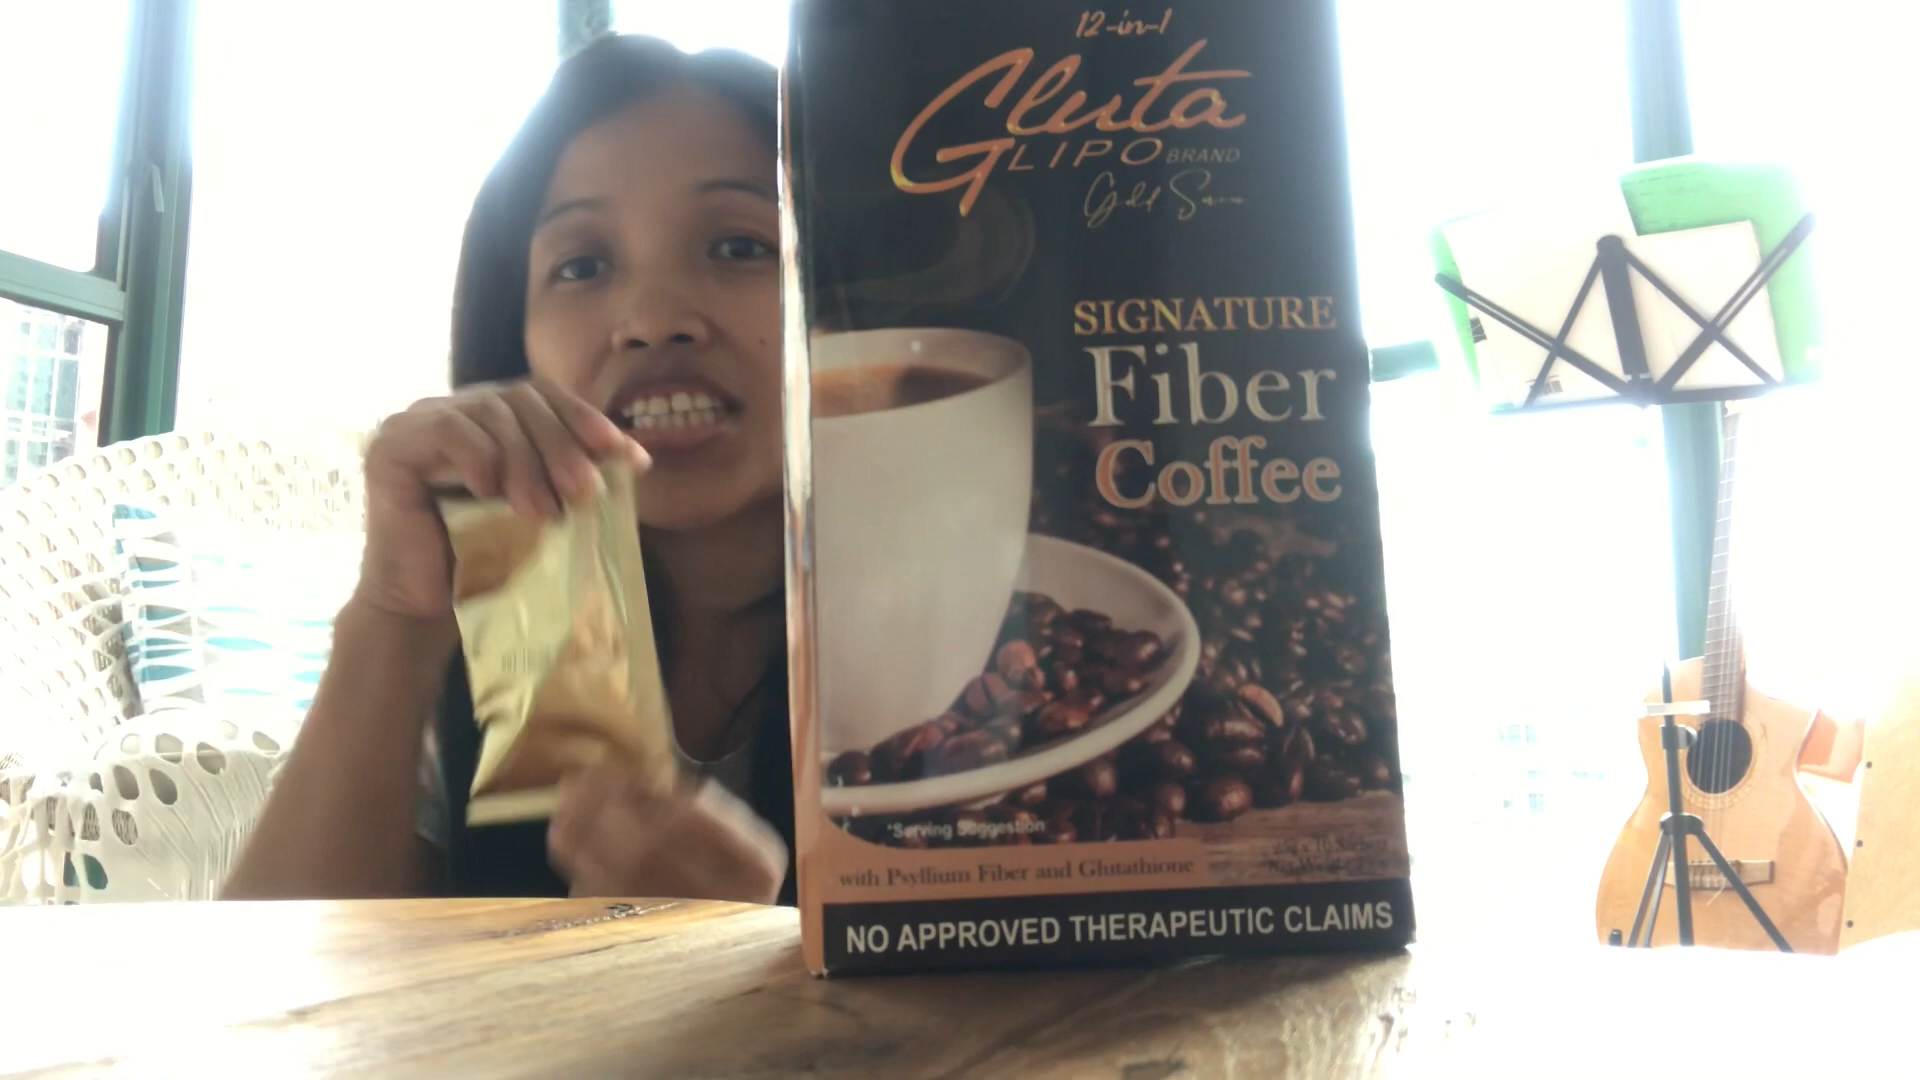 12-in-1
Gluta
LIPO BRAND
Gold
SIGNATURE
Fiber
Coffee
*Serving Suggestion
with Psyllium Fiber and Glutathione
NO APPROVED THERAPEUTIC CLAIMS